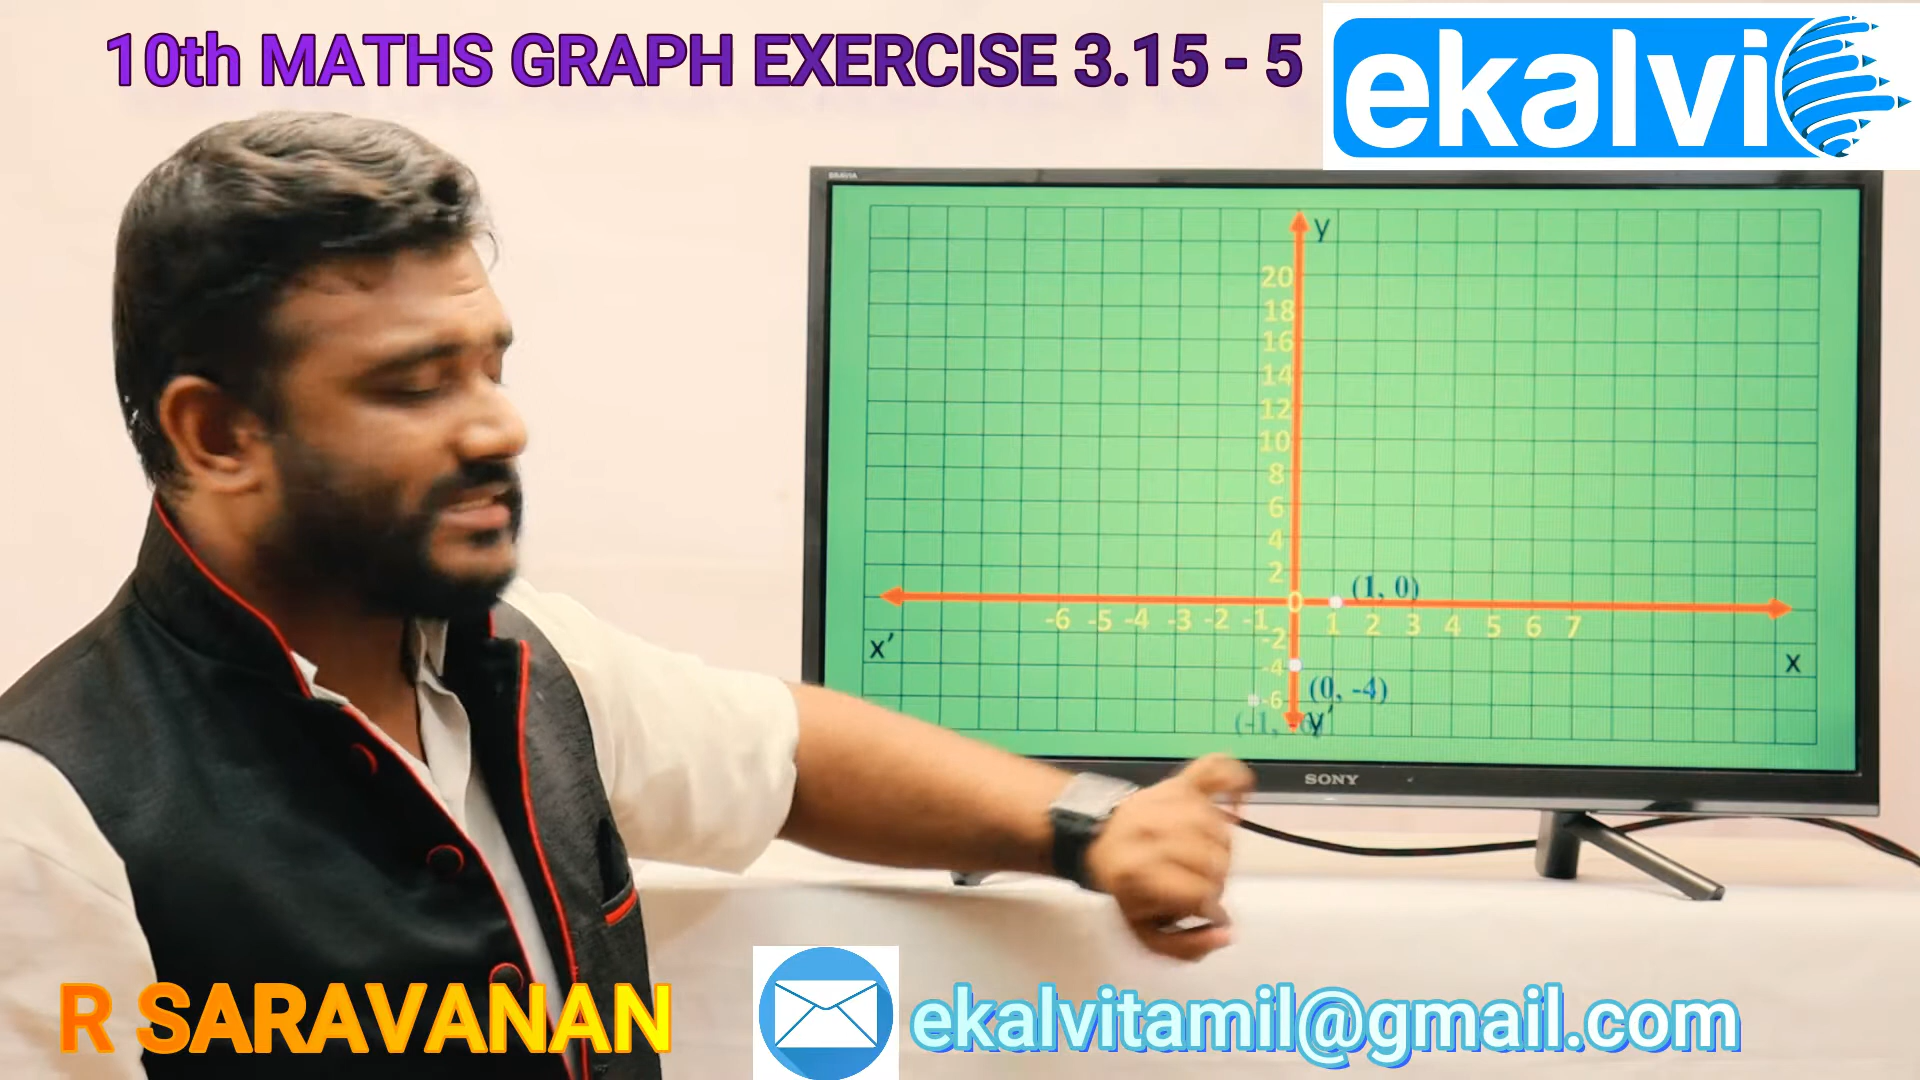 10th MATHS GRAPH EXERCISE 3.15 - 5
ekalvi
BRAVIA
y
20
18
16
14
12
10
8
6
4
2
(1, 0)
0
-6 -5 -4 -3 -2 -1 1 2 3 4 5 6 7
-2
x′
x
-4
(0, -4)
-6
(-1,
y′
SONY
R SARAVANAN
ekalvitamil@gmail.com